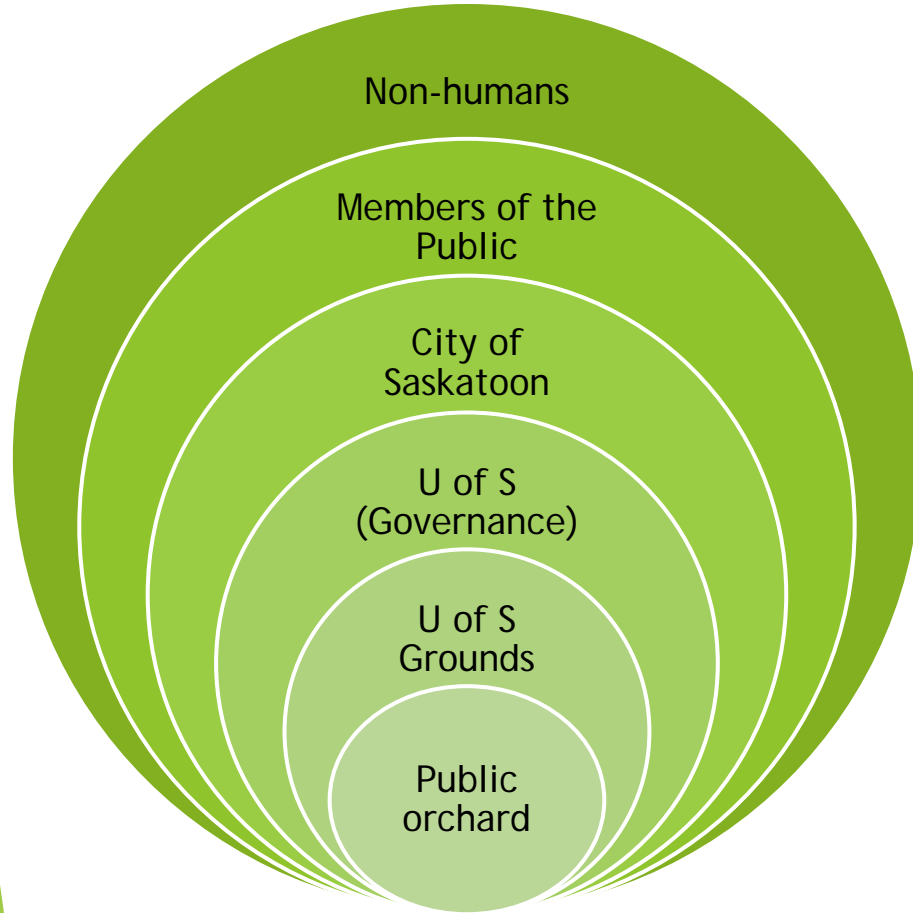 Non-humans
Members of the
Public
City of
Saskatoon
U of S
(Governance)
U of S
Grounds
Public
orchard